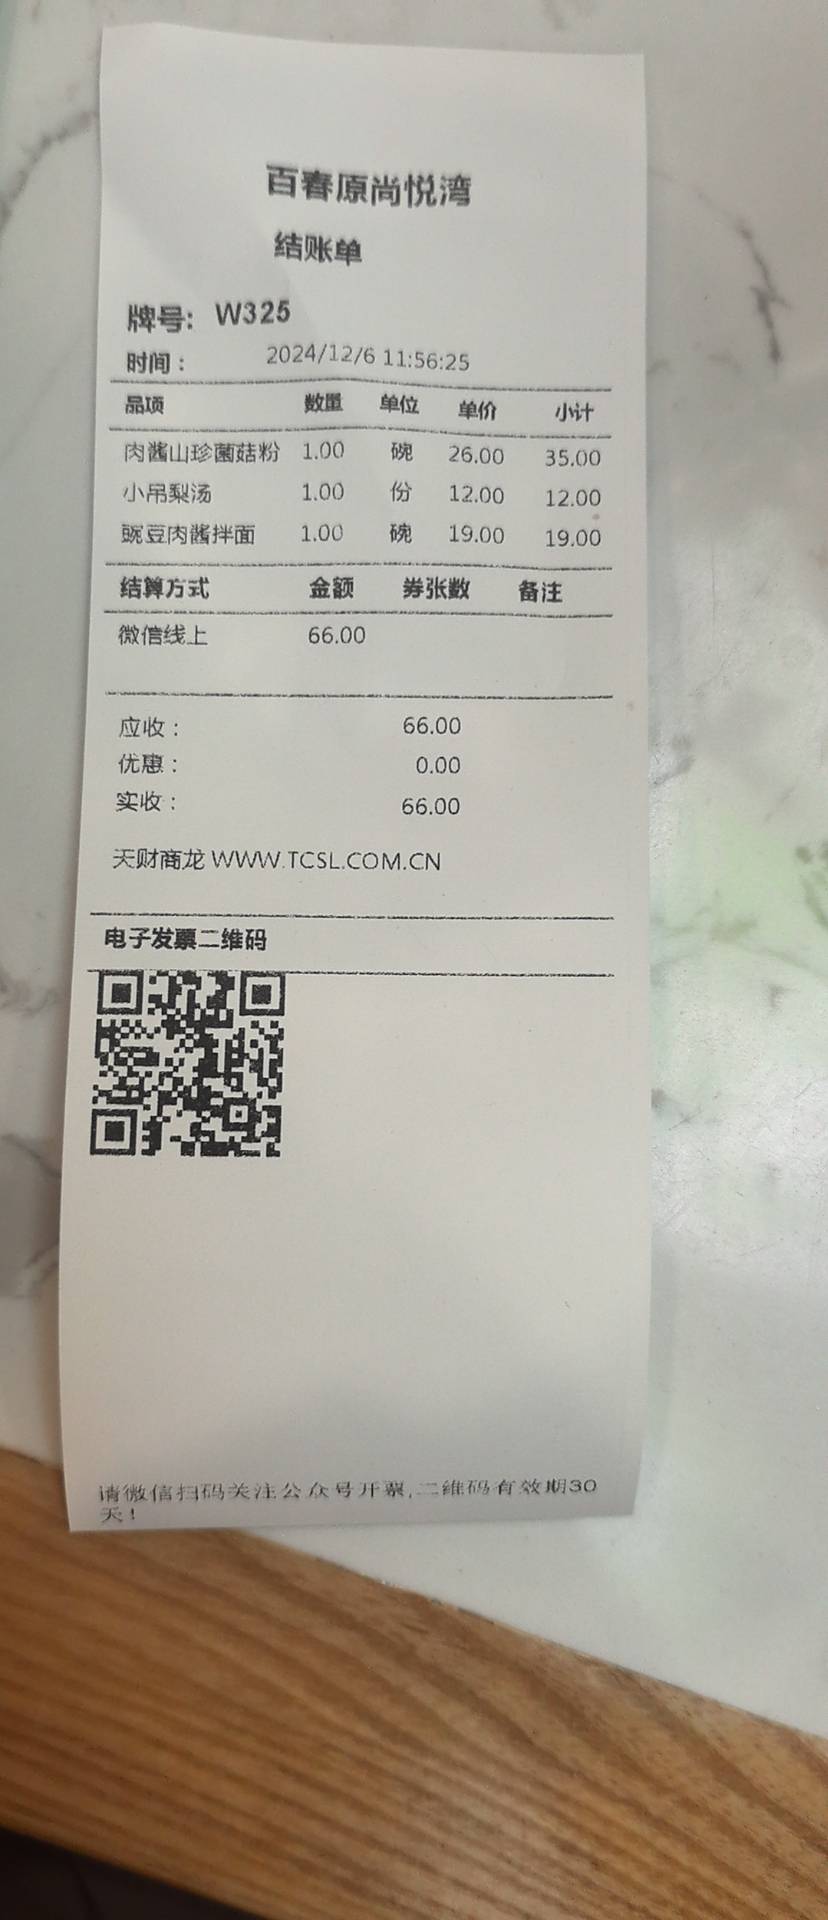 百春原尚悦湾
结账单
牌号: W325
时间： 2024/12/6 11:56:25
品项 数量 单位 单价 小计
肉酱山珍菌菇粉 1.00 碗 26.00 35.00
小吊梨汤 1.00 份 12.00 12.00
豌豆肉酱拌面 1.00 碗 19.00 19.00
结算方式 金额 券张数 备注
微信线上 66.00
应收： 66.00
优惠： 0.00
实收： 66.00
天财商龙 WWW.TCSL.COM.CN
电子发票二维码
请微信扫码关注公众号开票,二维码有效期30
天!